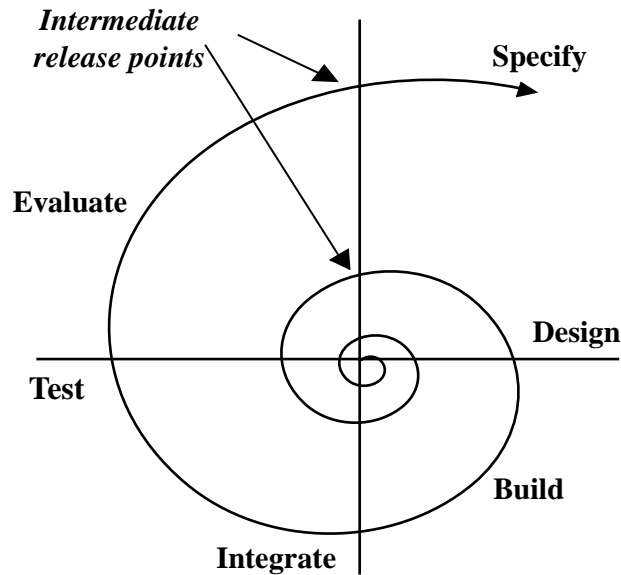 Intermediate
release points
Specify
Evaluate
Design
Test
Build
Integrate